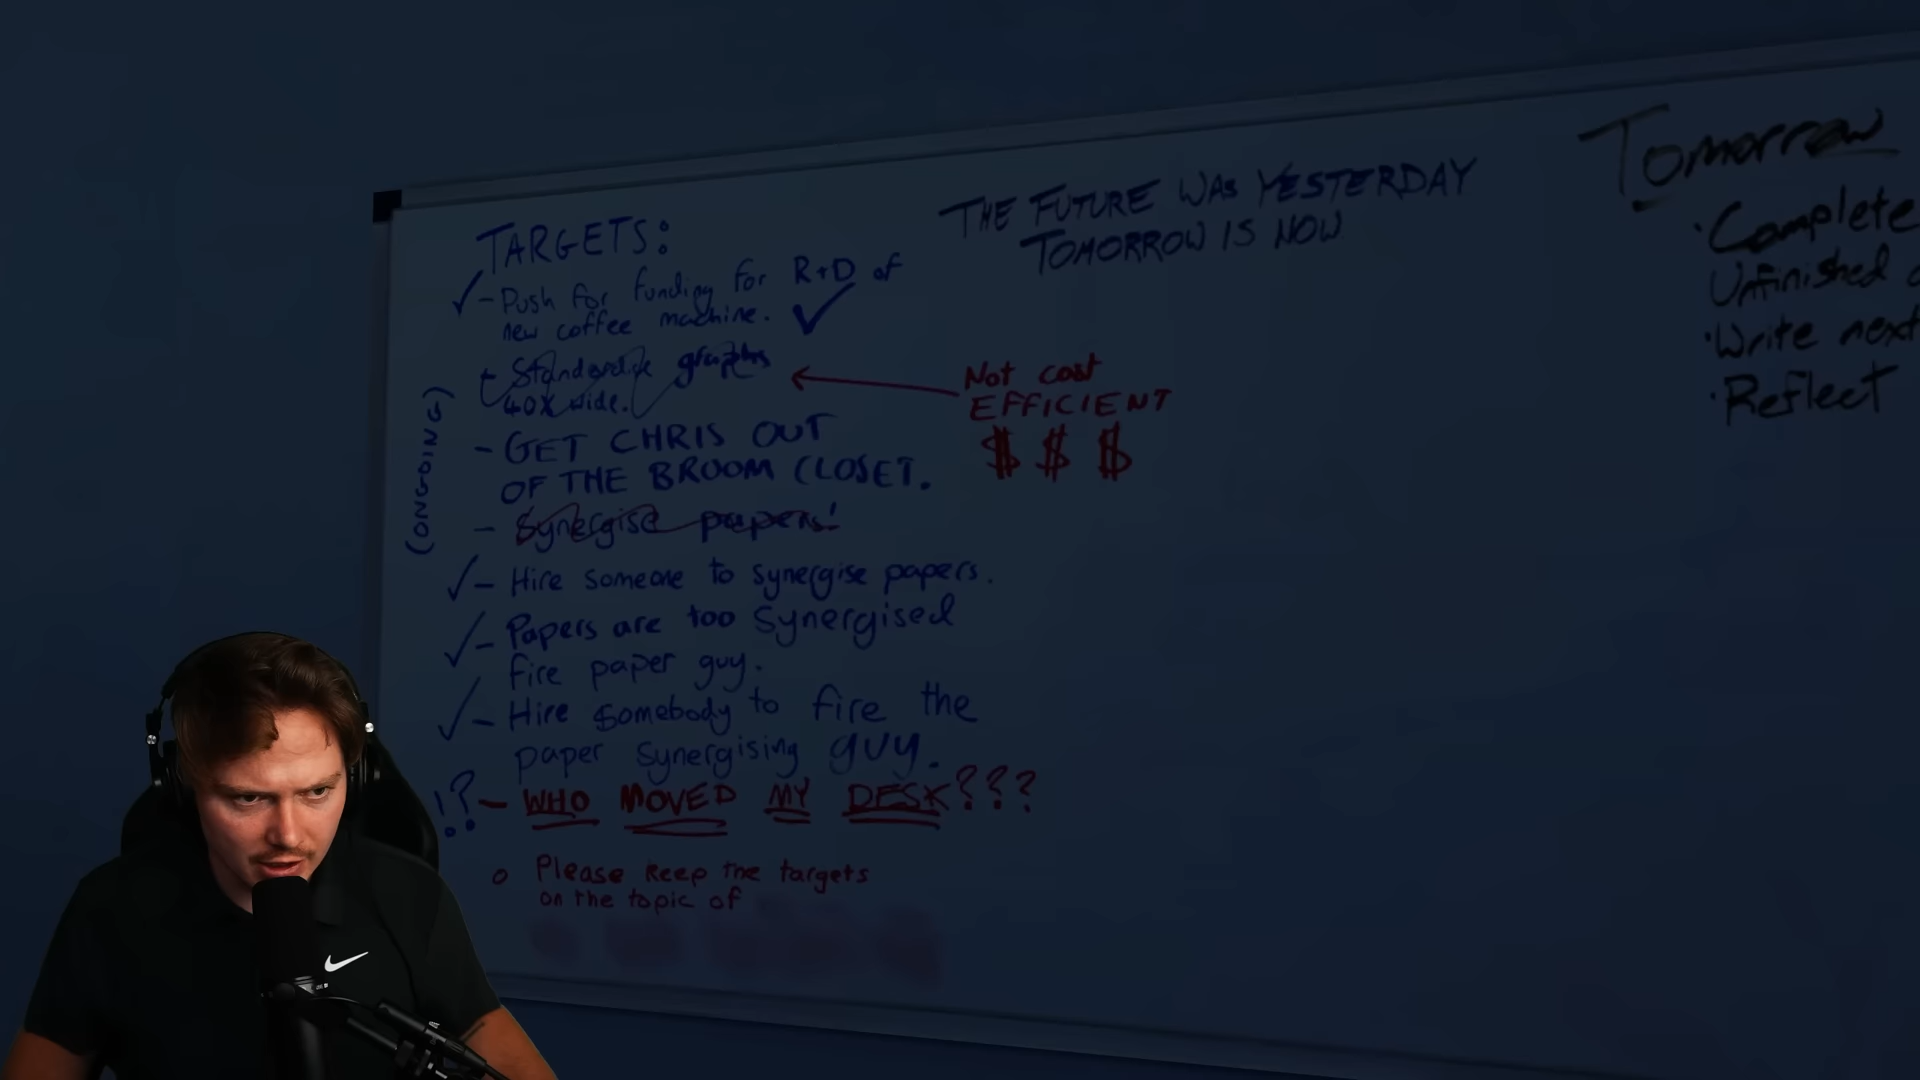 TARGETS:
✓ - Push for funding for R+D of
new coffee machine. ✓
- Standardise graphs
40X wide.
(ONGOING)
- GET CHRIS OUT
OF THE BROOM CLOSET.
- Synergise papers!
✓ - Hire someone to synergise papers.
✓ - Papers are too Synergised
fire paper guy.
✓ - Hire somebody to fire the
paper synergising guy.
!? - WHO MOVED MY DESK???
o Please keep the targets
on the topic of
THE FUTURE WAS YESTERDAY
TOMORROW IS NOW
Not cost
EFFICIENT
$ $ $
Tomorrow
· Complete
Unfinished
· Write next
· Reflect